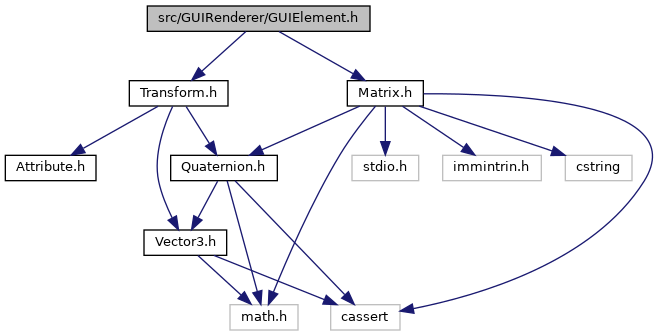 src/GUIRenderer/GUIElement.h
Transform.h
Matrix.h
Attribute.h
Quaternion.h
stdio.h
immintrin.h
cstring
Vector3.h
math.h
cassert